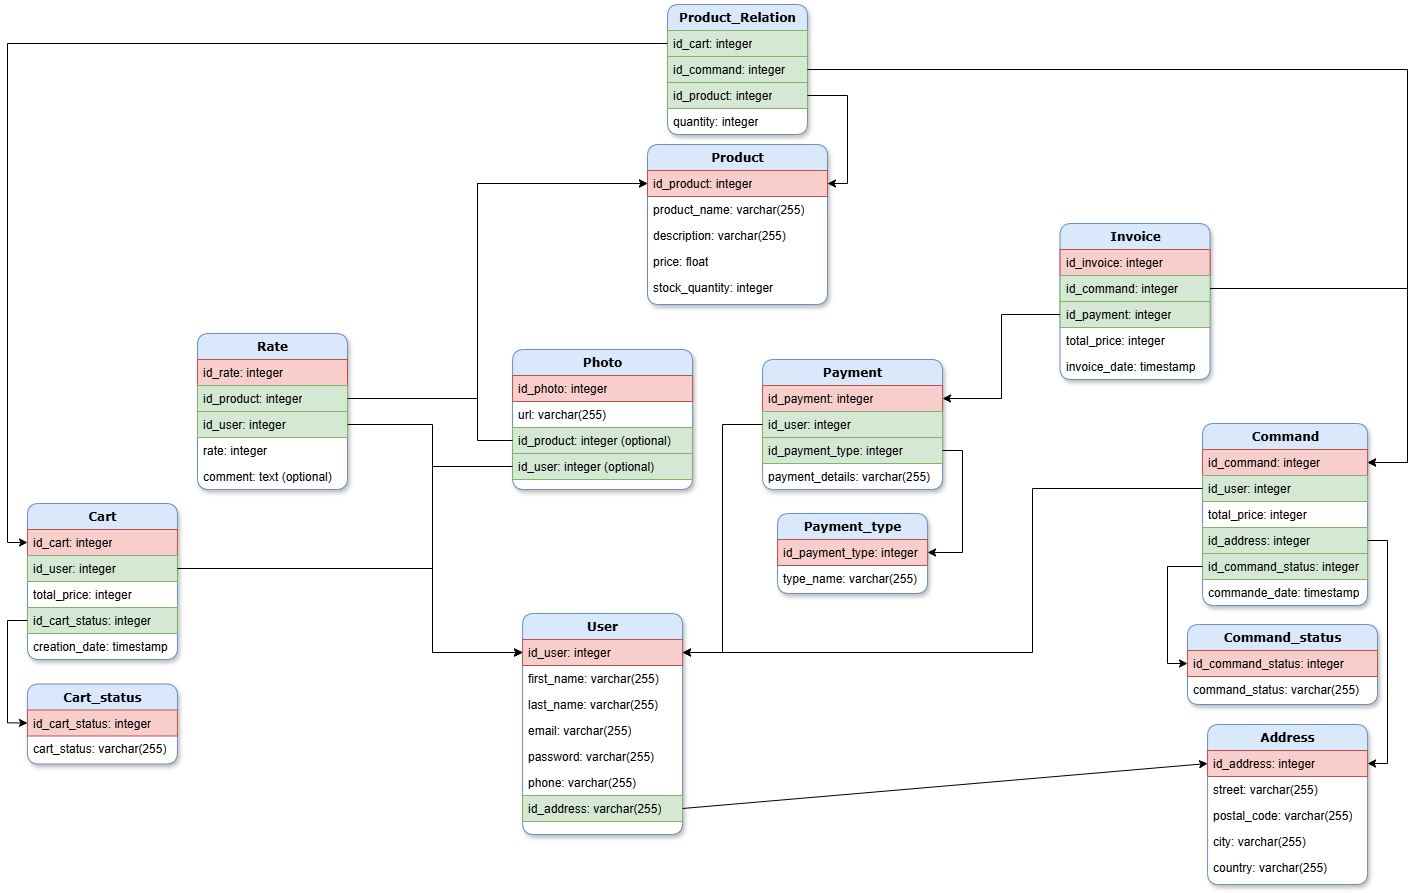 Product_Relation
id_cart: integer
id_command: integer
id_product: integer
quantity: integer
Product
id_product: integer
product_name: varchar(255)
description: varchar(255)
price: float
stock_quantity: integer
Invoice
id_invoice: integer
id_command: integer
id_payment: integer
total_price: integer
invoice_date: timestamp
Rate
id_rate: integer
id_product: integer
id_user: integer
rate: integer
comment: text (optional)
Photo
id_photo: integer
url: varchar(255)
id_product: integer (optional)
id_user: integer (optional)
Payment
id_payment: integer
id_user: integer
id_payment_type: integer
payment_details: varchar(255)
Command
id_command: integer
id_user: integer
total_price: integer
id_address: integer
id_command_status: integer
commande_date: timestamp
Cart
id_cart: integer
id_user: integer
total_price: integer
id_cart_status: integer
creation_date: timestamp
Payment_type
id_payment_type: integer
type_name: varchar(255)
User
id_user: integer
first_name: varchar(255)
last_name: varchar(255)
email: varchar(255)
password: varchar(255)
phone: varchar(255)
id_address: varchar(255)
Command_status
id_command_status: integer
command_status: varchar(255)
Cart_status
id_cart_status: integer
cart_status: varchar(255)
Address
id_address: integer
street: varchar(255)
postal_code: varchar(255)
city: varchar(255)
country: varchar(255)